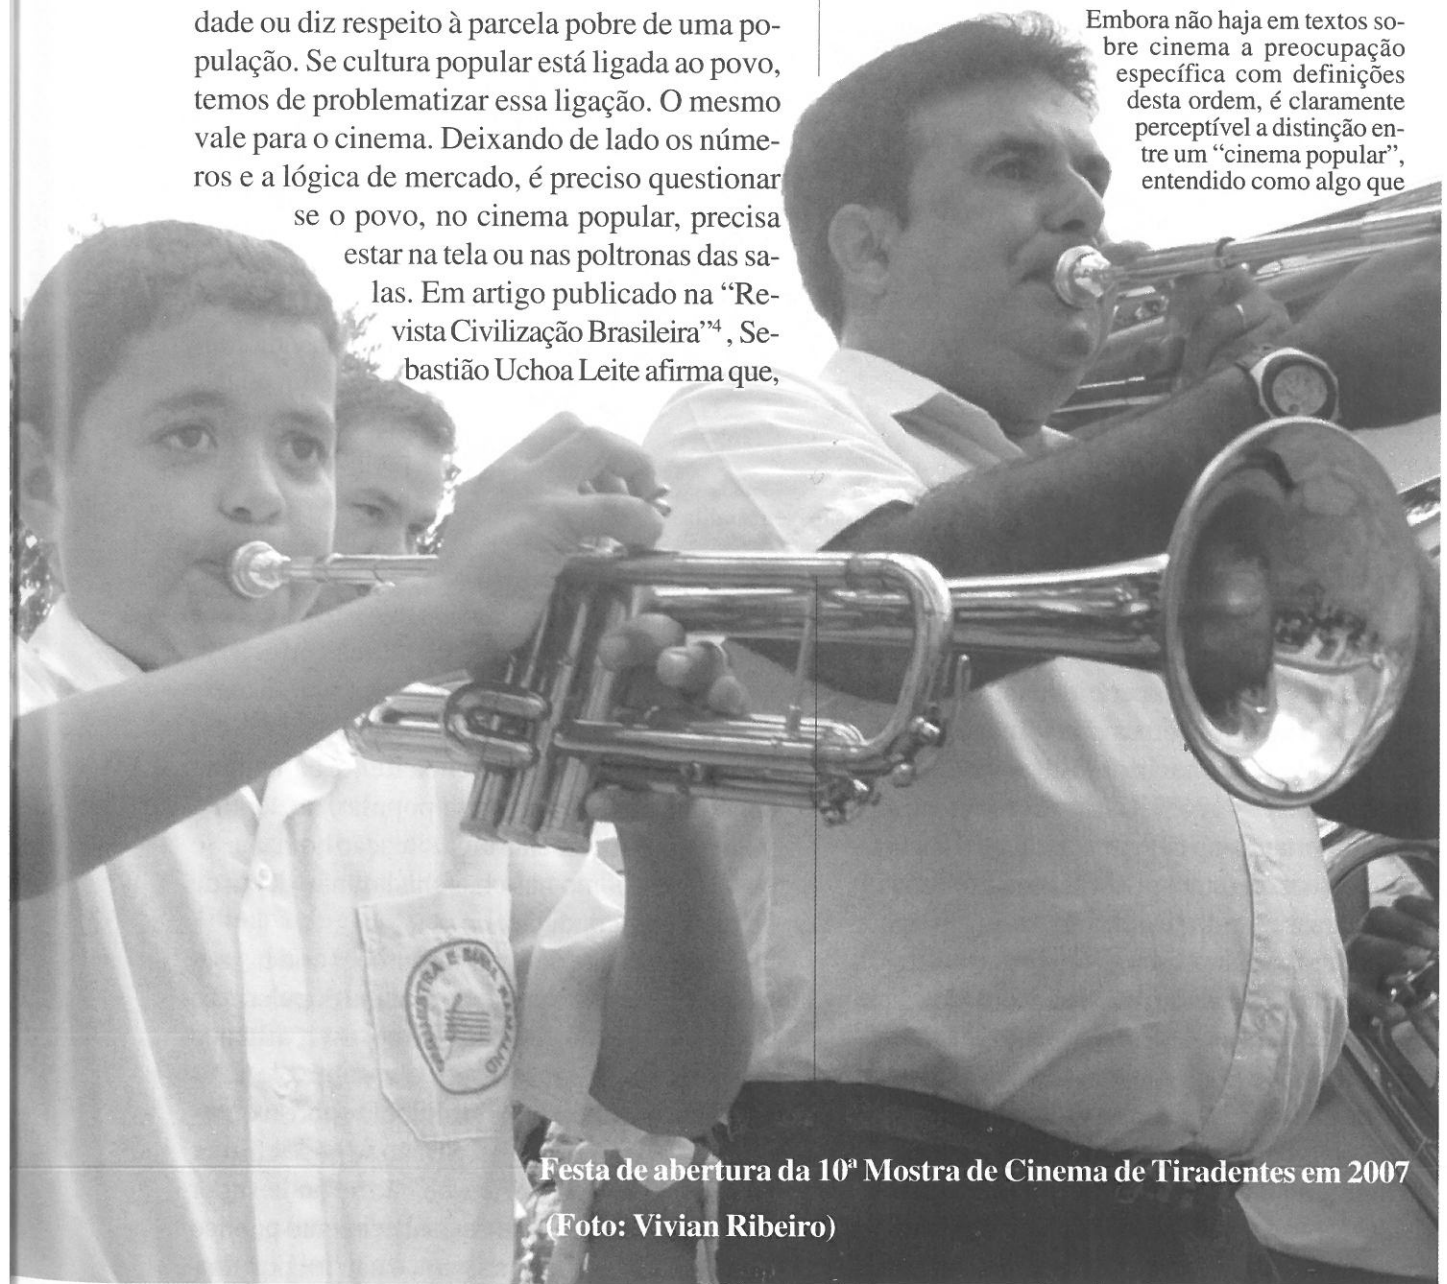 dade ou diz respeito à parcela pobre de uma po-
pulação. Se cultura popular está ligada ao povo,
temos de problematizar essa ligação. O mesmo
vale para o cinema. Deixando de lado os núme-
ros e a lógica de mercado, é preciso questionar
se o povo, no cinema popular, precisa
estar na tela ou nas poltronas das sa-
las. Em artigo publicado na “Re-
vista Civilização Brasileira”⁴ , Se-
bastião Uchoa Leite afirma que,
Embora não haja em textos so-
bre cinema a preocupação
específica com definições
desta ordem, é claramente
perceptível a distinção en-
tre um “cinema popular”,
entendido como algo que
ORQUESTRA E BANDA RAMALHO
Festa de abertura da 10ª Mostra de Cinema de Tiradentes em 2007
(Foto: Vivian Ribeiro)